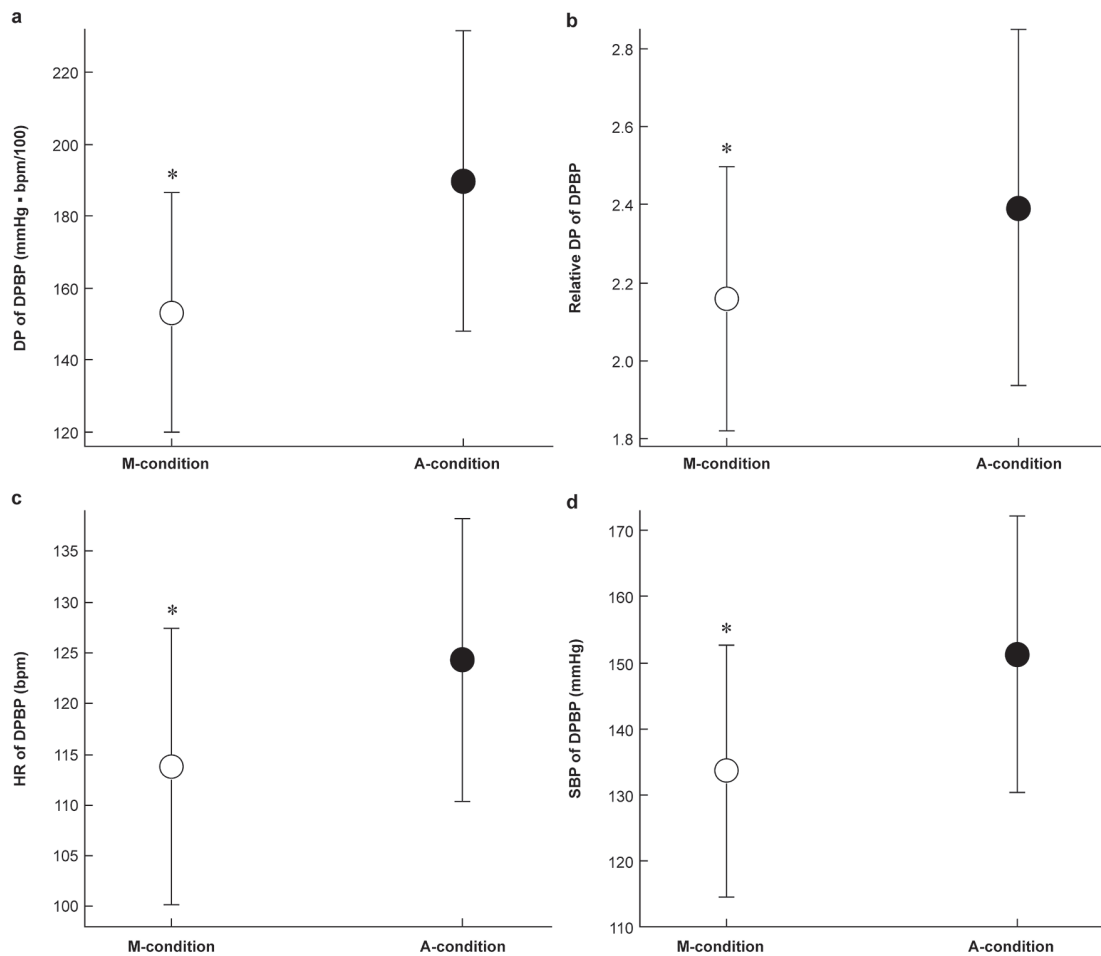 a
DP of DPBP (mmHg ▪ bpm/100)
220
200
180
160
140
120
*
M-condition
A-condition
b
Relative DP of DPBP
2.8
2.6
2.4
2.2
2.0
1.8
*
M-condition
A-condition
c
HR of DPBP (bpm)
135
130
125
120
115
110
105
100
*
M-condition
A-condition
d
SBP of DPBP (mmHg)
170
160
150
140
130
120
110
*
M-condition
A-condition